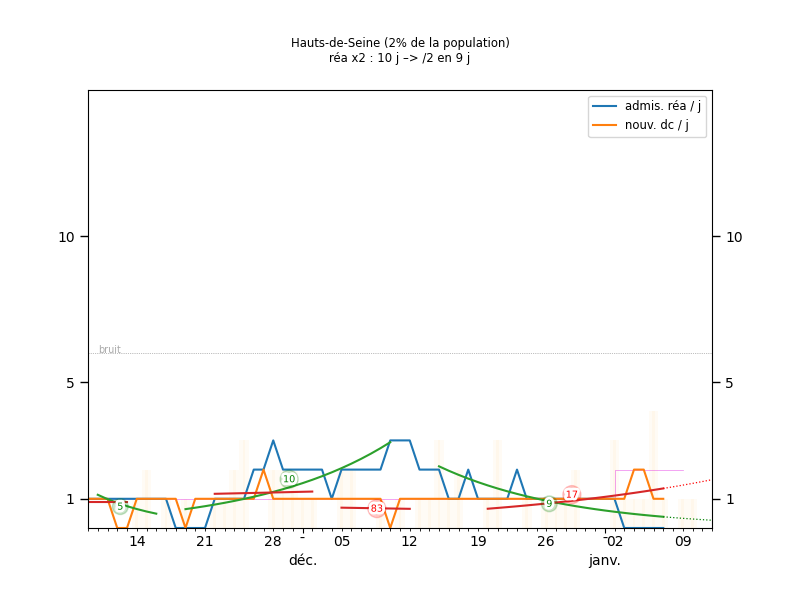 Hauts-de-Seine (2% de la population)
réa x2 : 10 j –> /2 en 9 j
admis. réa / j
nouv. dc / j
10 10
bruit
5 5
10
17
5 83 9
1 1
14 21 28 - 05 12 19 26 -02 09
déc. janv.